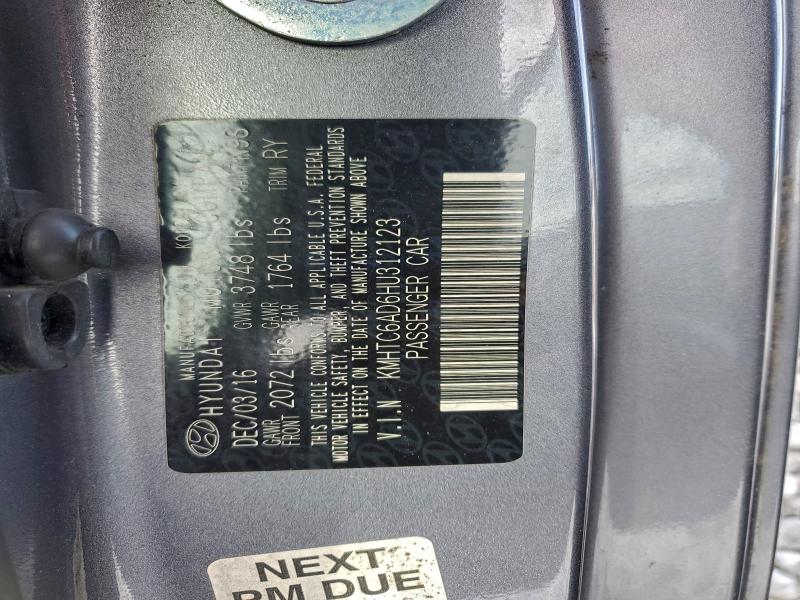 HYUNDAI
DEC/03/16 GVWR 3748 lbs
GAWR FRONT 2072 lbs GAWR REAR 1764 lbs TRIM RY
THIS VEHICLE CONFORMS TO ALL APPLICABLE U.S.A. FEDERAL
MOTOR VEHICLE SAFETY, BUMPER, AND THEFT PREVENTION STANDARDS
IN EFFECT ON THE DATE OF MANUFACTURE SHOWN ABOVE
V.I.N KMHTC6AD6HU312123
PASSENGER CAR
NEXT
PM DUE